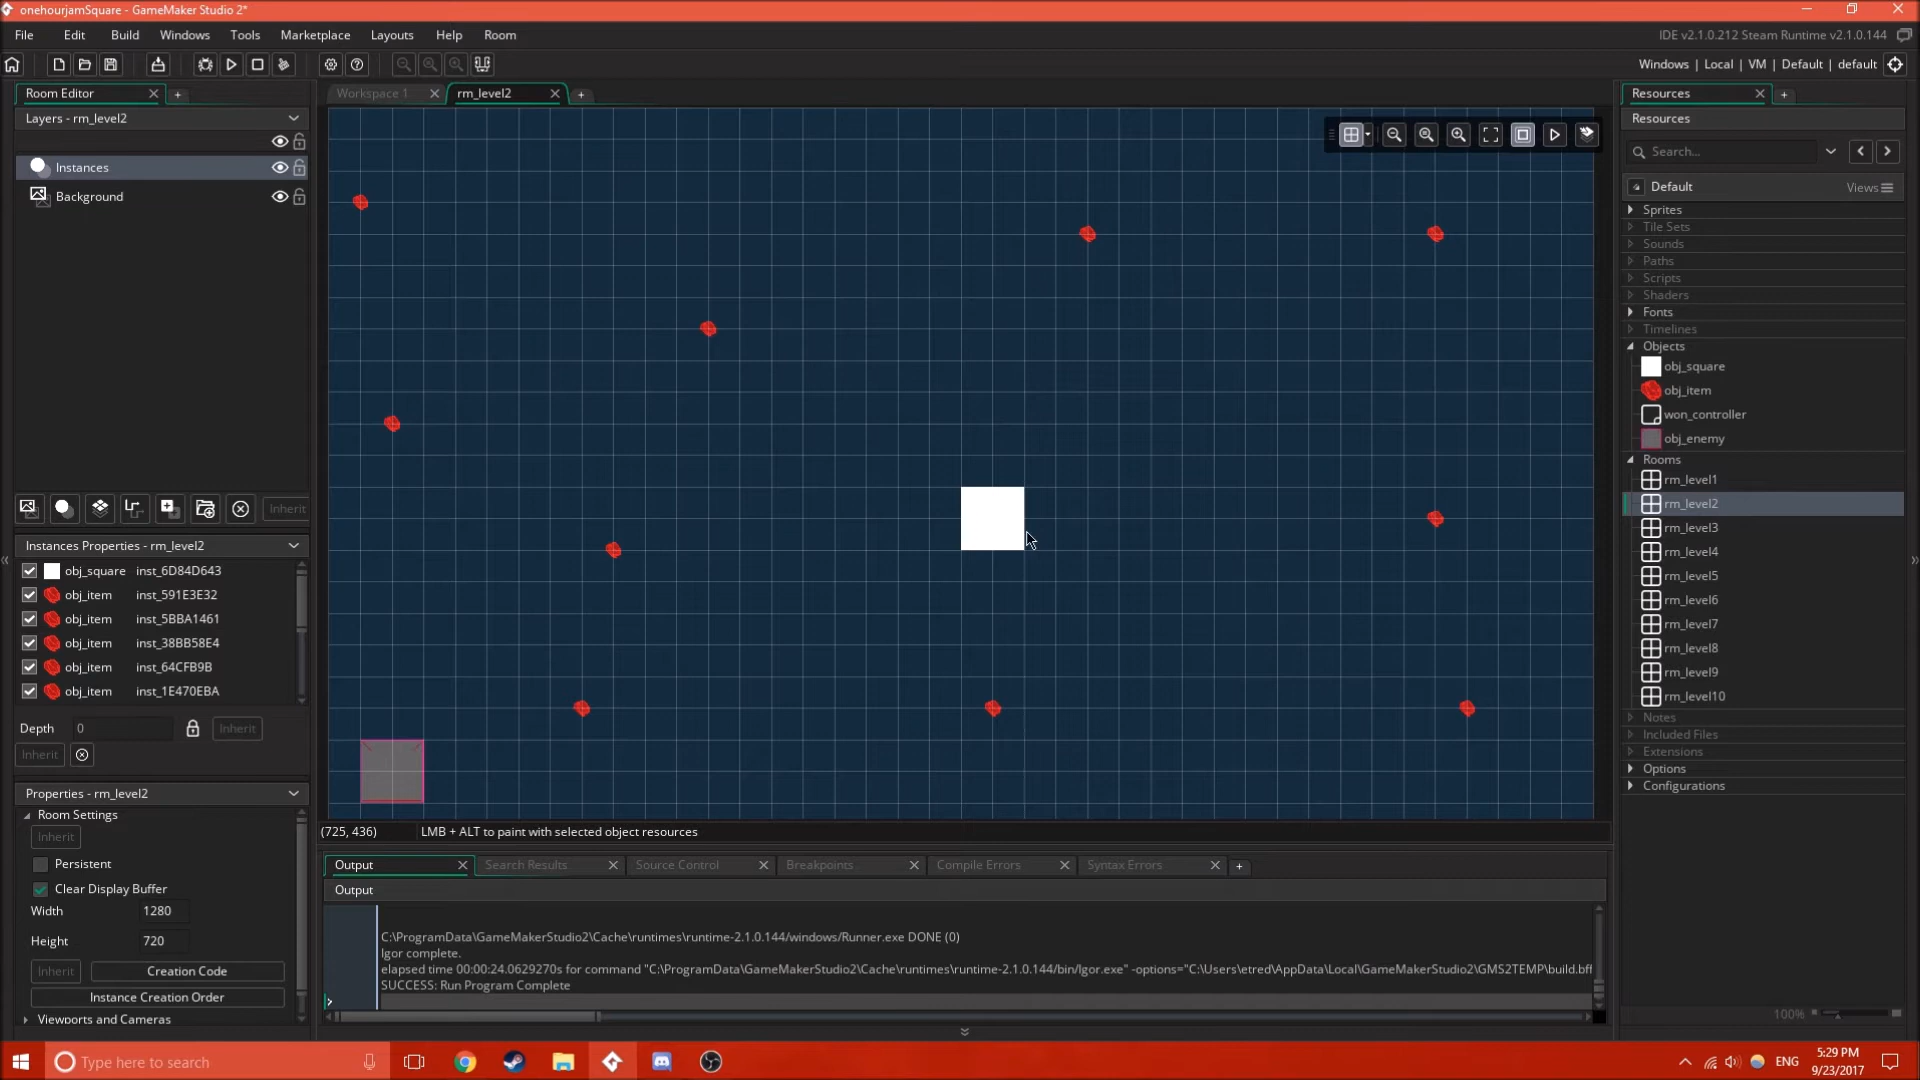 onehourjamSquare - GameMaker Studio 2*
File Edit Build Windows Tools Marketplace Layouts Help Room
IDE v2.1.0.212 Steam Runtime v2.1.0.144
Windows | Local | VM | Default | default
Room Editor
Workspace 1
rm_level2
Resources
Layers - rm_level2
Resources
Search...
Instances
Background
Default
Views
Sprites
Tile Sets
Sounds
Paths
Scripts
Shaders
Fonts
Timelines
Objects
obj_square
obj_item
won_controller
obj_enemy
Rooms
rm_level1
rm_level2
rm_level3
rm_level4
rm_level5
rm_level6
rm_level7
rm_level8
rm_level9
rm_level10
Notes
Included Files
Extensions
Options
Configurations
100%
Inherit
Instances Properties - rm_level2
obj_square inst_6D84D643
obj_item inst_591E3E32
obj_item inst_5BBA1461
obj_item inst_38BB58E4
obj_item inst_64CFB9B
obj_item inst_1E470EBA
Depth 0 Inherit
Inherit
Properties - rm_level2
Room Settings
Inherit
Persistent
Clear Display Buffer
Width 1280
Height 720
Inherit Creation Code
Instance Creation Order
Viewports and Cameras
(725, 436) LMB + ALT to paint with selected object resources
Output Search Results Source Control Breakpoints Compile Errors Syntax Errors
Output
C:\ProgramData\GameMakerStudio2\Cache\runtimes\runtime-2.1.0.144/windows/Runner.exe DONE (0)
Igor complete.
elapsed time 00:00:24.0629270s for command "C:\ProgramData\GameMakerStudio2\Cache\runtimes\runtime-2.1.0.144/bin/Igor.exe" -options="C:\Users\etred\AppData\Local\GameMakerStudio2\GMS2TEMP\build.bff
SUCCESS: Run Program Complete
Type here to search
ENG
5:29 PM
9/23/2017